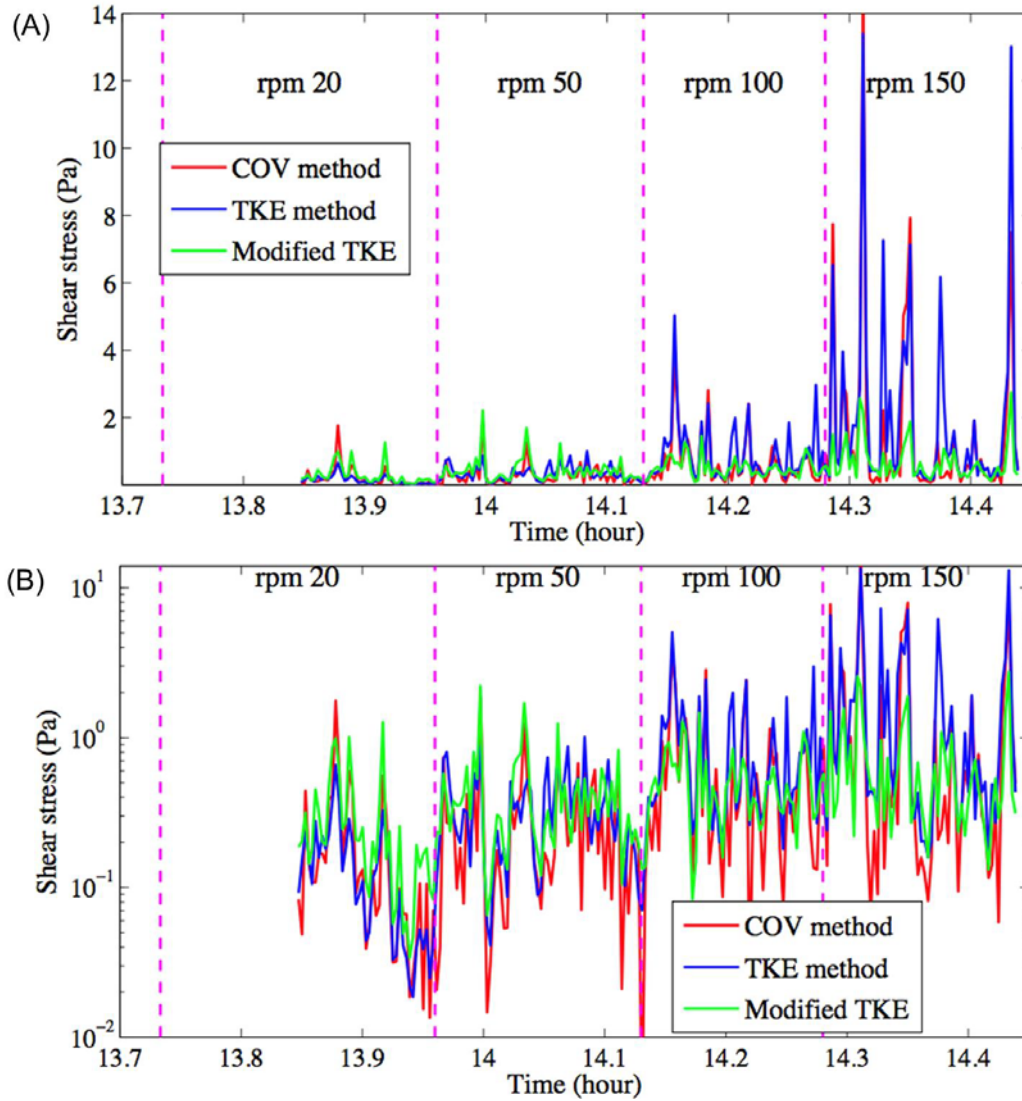 (A)
14
12
10
8
6
4
2
Shear stress (Pa)
rpm 20 rpm 50 rpm 100 rpm 150
COV method
TKE method
Modified TKE
13.7 13.8 13.9 14 14.1 14.2 14.3 14.4
Time (hour)
(B)
10^1
10^0
10^-1
10^-2
Shear stress (Pa)
rpm 20 rpm 50 rpm 100 rpm 150
COV method
TKE method
Modified TKE
13.7 13.8 13.9 14 14.1 14.2 14.3 14.4
Time (hour)